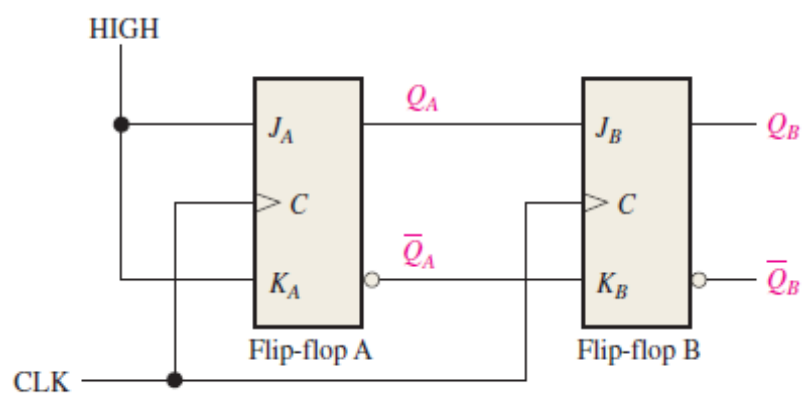 HIGH
Q_A
J_A
J_B
Q_B
C
C
Q̅_A
K_A
K_B
Q̅_B
Flip-flop A
Flip-flop B
CLK